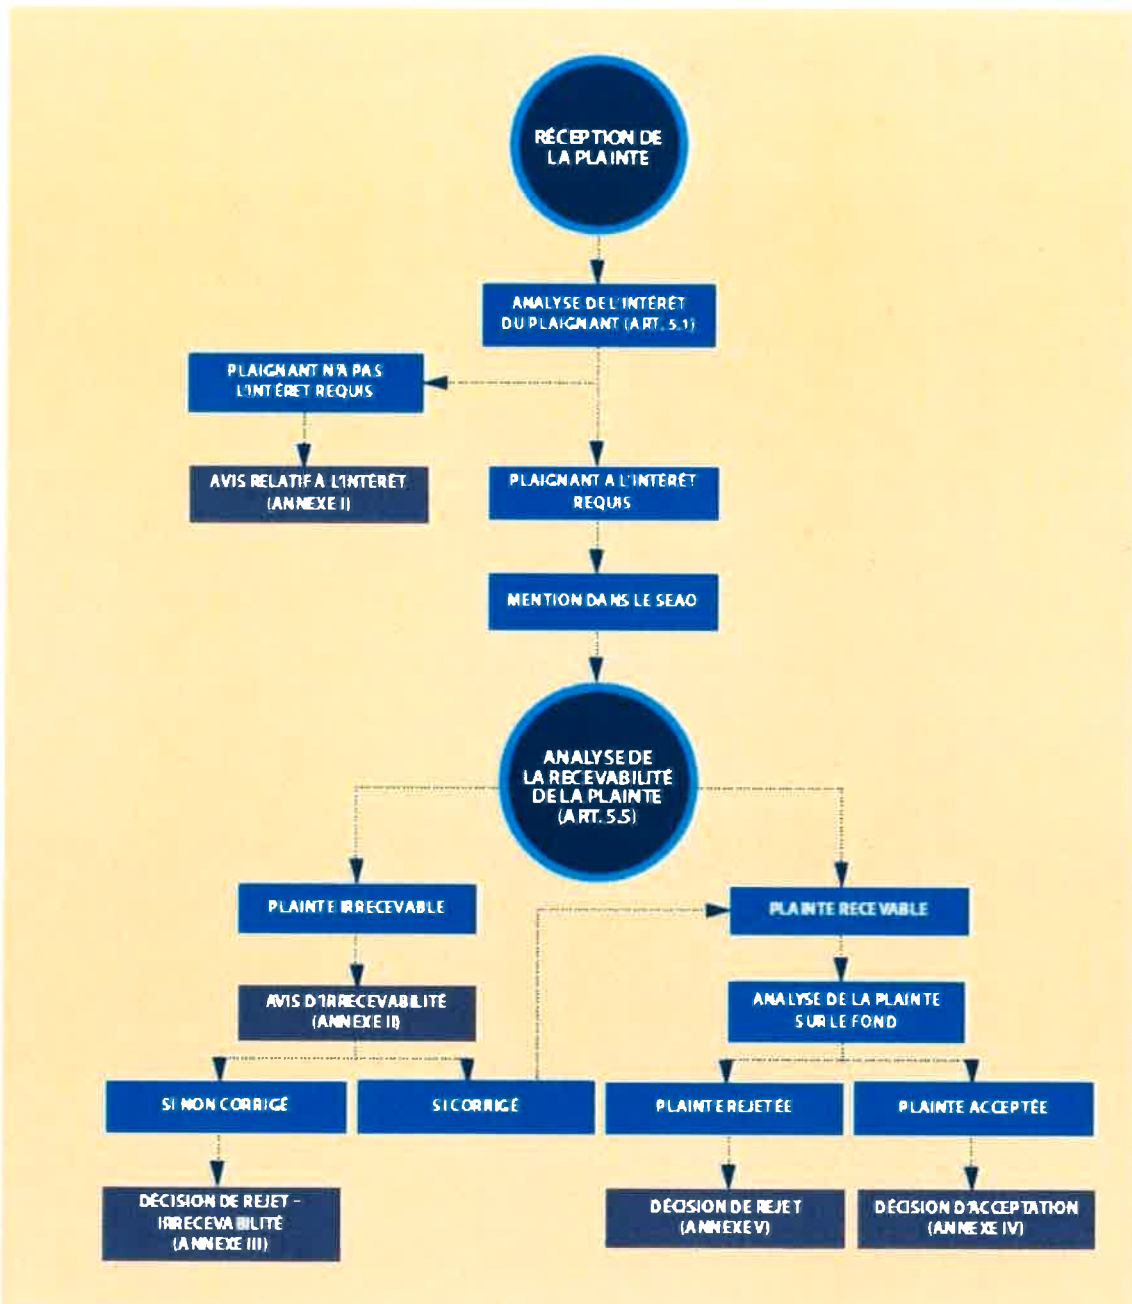 RÉCEPTION DE
LA PLAINTE
ANALYSE DE L'INTÉRÊT
DU PLAIGNANT (ART. 5.1)
PLAIGNANT N'A PAS
L'INTÉRÊT REQUIS
AVIS RELATIF À L'INTÉRÊT
(ANNEXE I)
PLAIGNANT A L'INTÉRÊT
REQUIS
MENTION DANS LE SEAO
ANALYSE DE
LA RECEVABILITÉ
DE LA PLAINTE
(ART. 5.5)
PLAINTE IRRECEVABLE
PLAINTE RECEVABLE
AVIS D'IRRECEVABILITÉ
(ANNEXE II)
ANALYSE DE LA PLAINTE
SUR LE FOND
SI NON CORRIGÉ
SI CORRIGÉ
PLAINTE REJETÉE
PLAINTE ACCEPTÉE
DÉCISION DE REJET –
IRRECEVABILITÉ
(ANNEXE III)
DÉCISION DE REJET
(ANNEXE V)
DÉCISION D'ACCEPTATION
(ANNEXE IV)